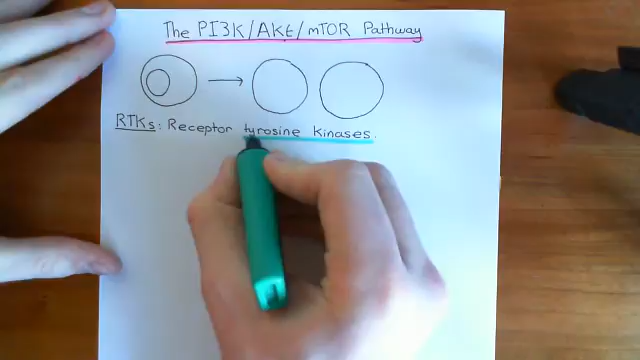 The PI3K/AKt/mTOR Pathway
RTKs: Receptor tyrosine kinases.